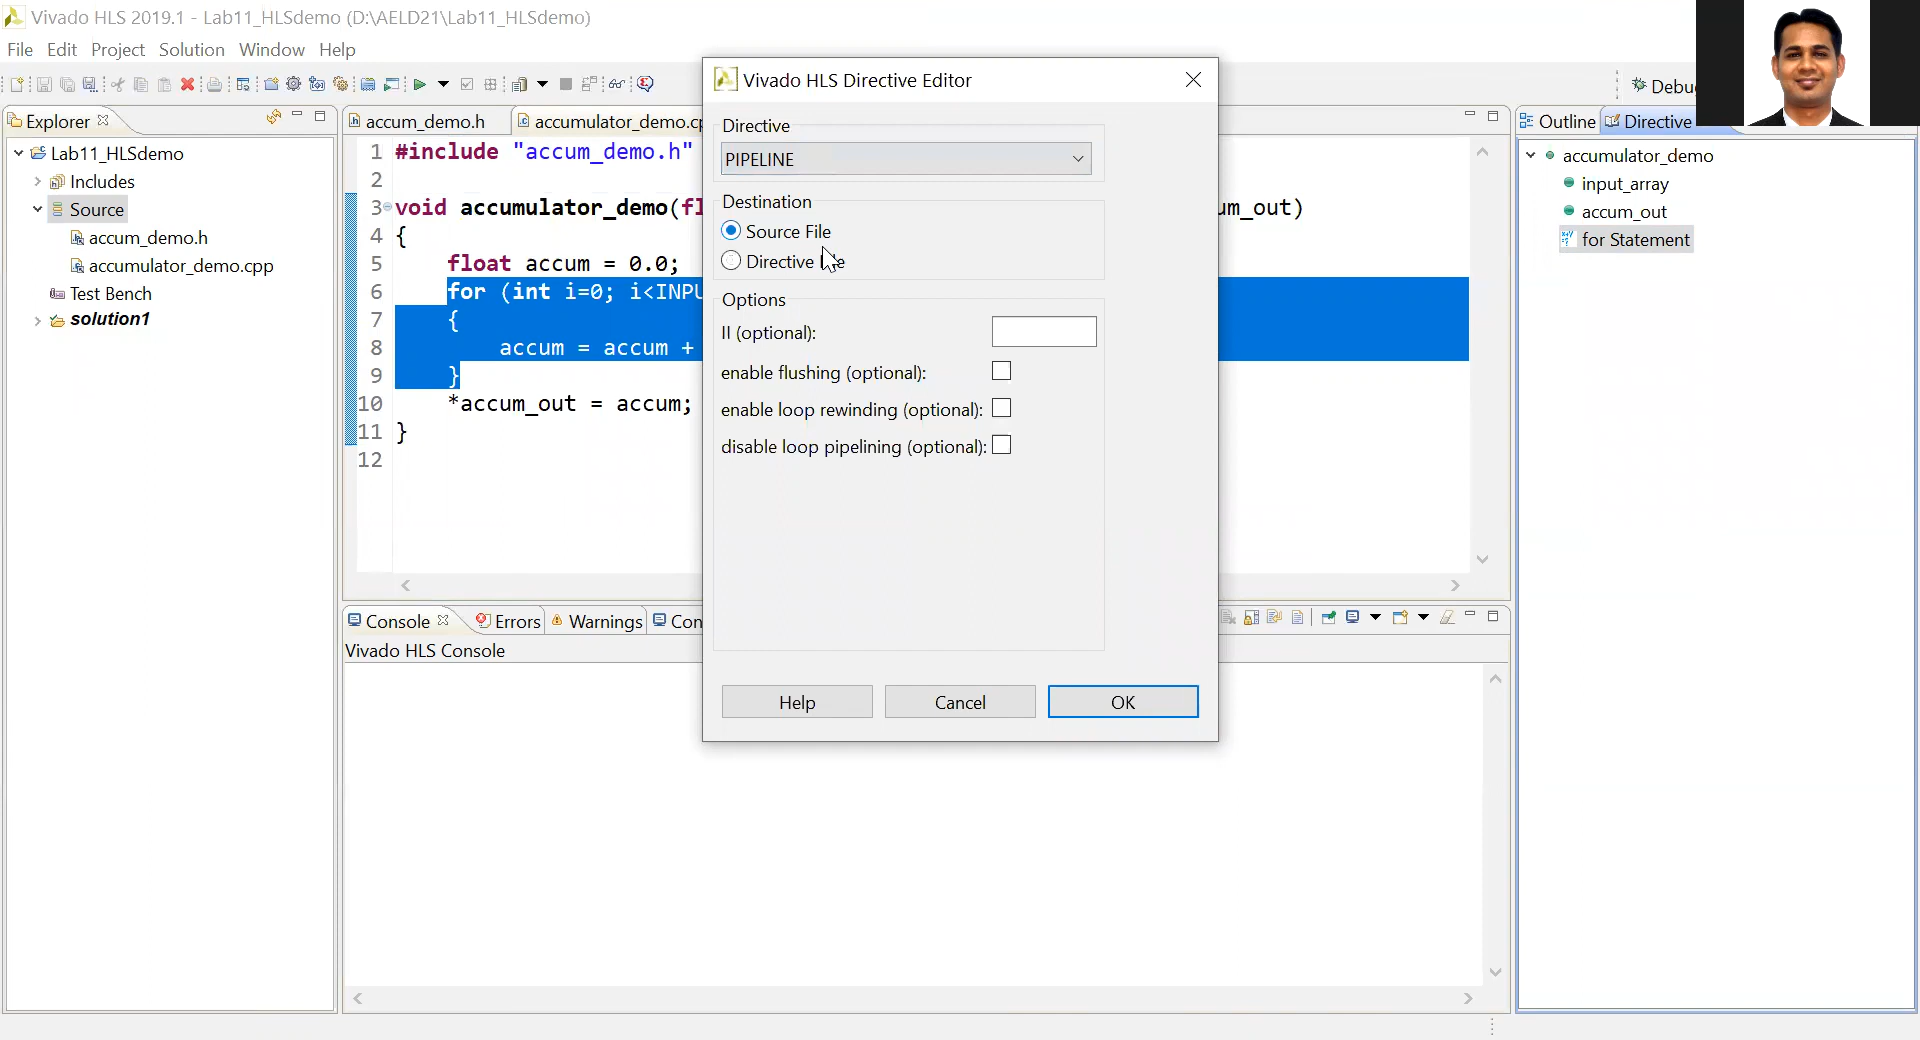 Vivado HLS 2019.1 - Lab11_HLSdemo (D:\AELD21\Lab11_HLSdemo)
File Edit Project Solution Window Help
Debug
Explorer
Lab11_HLSdemo
Includes
Source
accum_demo.h
accumulator_demo.cpp
Test Bench
solution1
accum_demo.h accumulator_demo.cp
1 #include "accum_demo.h"
2
3 void accumulator_demo(fl um_out)
4 {
5 float accum = 0.0;
6 for (int i=0; i<INPU
7 {
8 accum = accum +
9 }
10 *accum_out = accum;
11 }
12
Vivado HLS Directive Editor
Directive
PIPELINE
Destination
Source File
Directive
Options
II (optional):
enable flushing (optional):
enable loop rewinding (optional):
disable loop pipelining (optional):
Help Cancel OK
Console Errors Warnings Con
Vivado HLS Console
Outline Directive
accumulator_demo
input_array
accum_out
for Statement